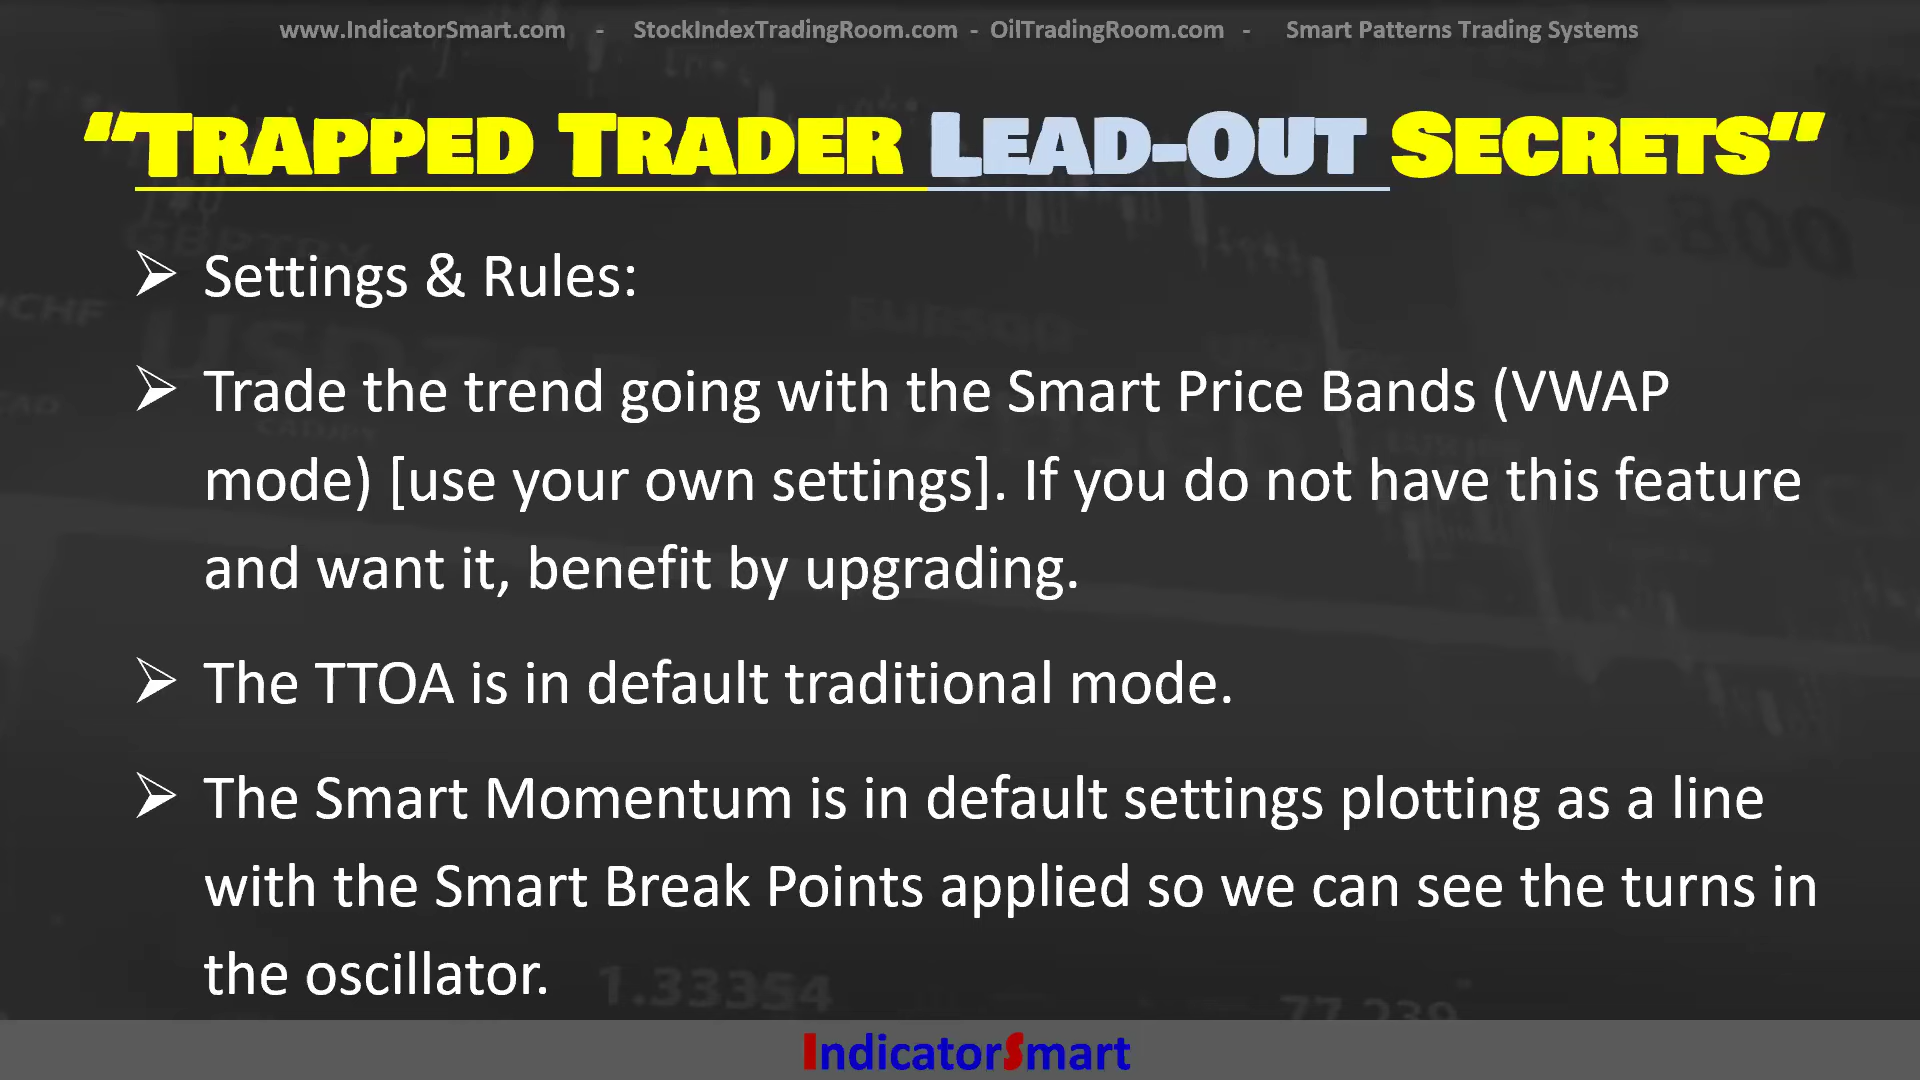 www.IndicatorSmart.com - StockIndexTradingRoom.com - OilTradingRoom.com - Smart Patterns Trading Systems
“TRAPPED TRADER LEAD-OUT SECRETS”
➢ Settings & Rules:
➢ Trade the trend going with the Smart Price Bands (VWAP
mode) [use your own settings]. If you do not have this feature
and want it, benefit by upgrading.
➢ The TTOA is in default traditional mode.
➢ The Smart Momentum is in default settings plotting as a line
with the Smart Break Points applied so we can see the turns in
the oscillator.
1.33354
77.239
IndicatorSmart